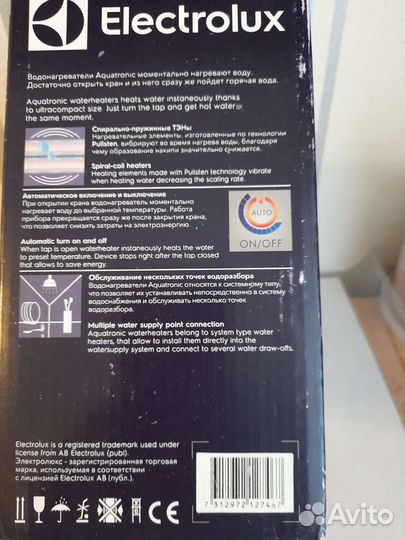 Electrolux
Водонагреватели Aquatronic моментально нагревают воду.
Достаточно открыть кран и из него сразу же пойдет горячая вода.
Aquatronic waterheaters heats water instaneously thanks
to ultracompact size Just turn the tap and get hot water
the same moment.
Спирально-пружинные ТЭНы
Нагревательные элементы, изготовленные по технологии
Pullsten, вибрируют во время нагрева воды, благодаря
чему образование накипи значительно снижается.
Spiral-coil heaters
Heating elements made with Pullsten technology vibrate
when heating water decreasing the scaling rate.
Автоматическое включение и выключение
При открытии крана водонагреватель моментально
нагревает воду до выбранной температуры. Работа
прибора прекращается сразу же после закрытия крана,
что позволяет снизить затраты на электроэнергию.
Automatic turn on and off
When tap is open waterheater instaneously heats the water
to preset temperature. Device stops right after the tap closed
that allows to save energy.
AUTO
ON/OFF
Обслуживание нескольких точек водоразбора
Водонагреватели Aquatronic относятся к системному типу,
что позволяет их устанавливать непосредственно в систему
водоснабжения и обслуживать несколько точек
водоразбора.
Multiple water supply point connection
Aquatronic waterheaters belong to system type water
heaters, that allow to install them directly into the
watersupply system and connect to several water draw-offs.
Electrolux is a registered trademark used under
license from AB Electrolux (publ).
Электролюкс - зарегистрированная торговая
марка, используемая в соответствии
с лицензией Electrolux AB (публ.).
7 312972 127467
Avito